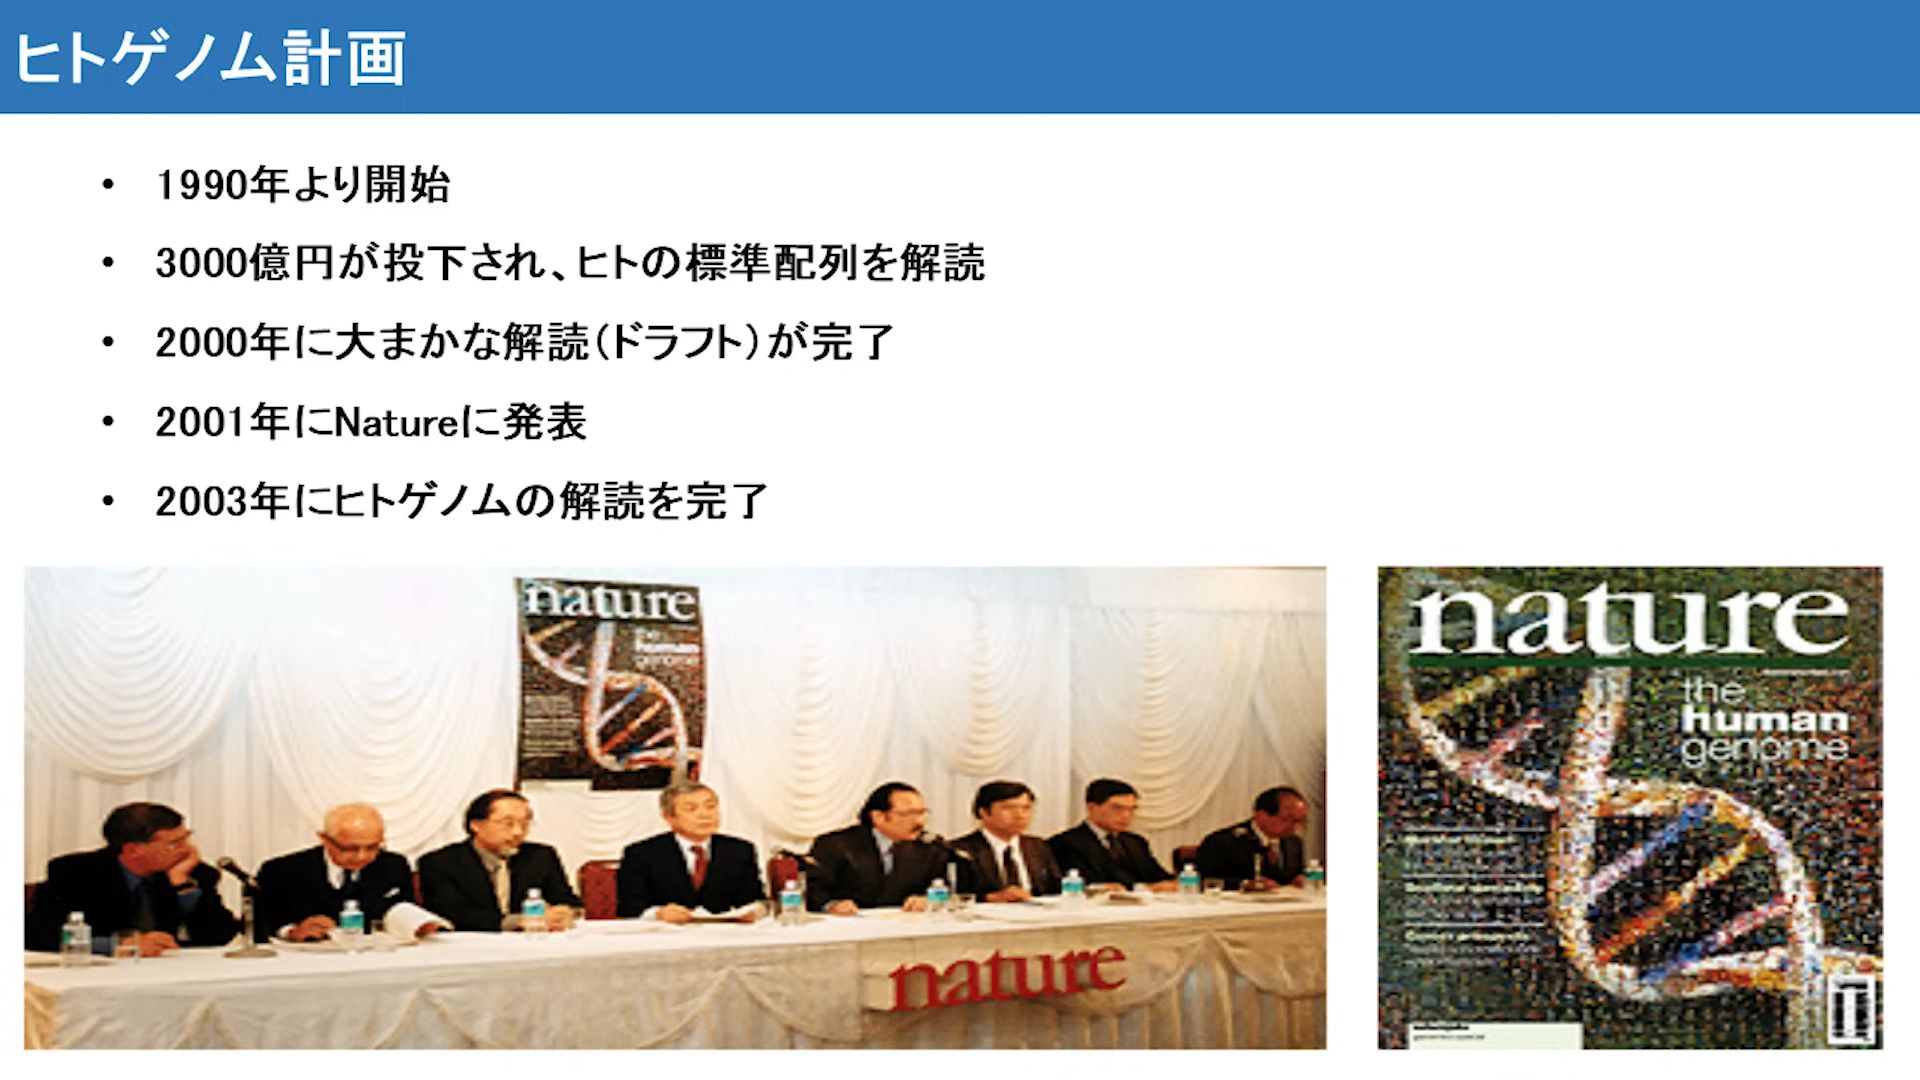 ヒトゲノム計画
• 1990年より開始
• 3000億円が投下され、ヒトの標準配列を解読
• 2000年に大まかな解読(ドラフト)が完了
• 2001年にNatureに発表
• 2003年にヒトゲノムの解読を完了
nature
the
human
genome
nature
nature
the
human
genome